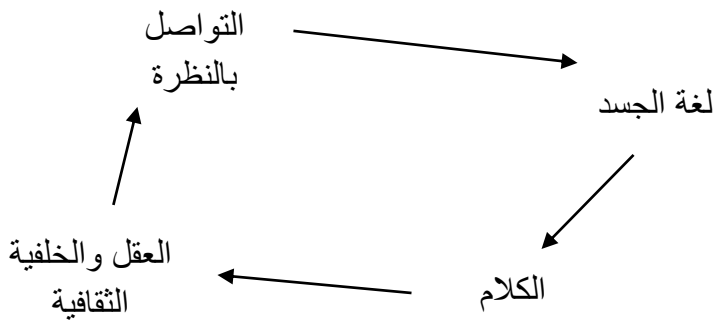 التواصل
بالنظرة
لغة الجسد
الكلام
العقل والخلفية
الثقافية